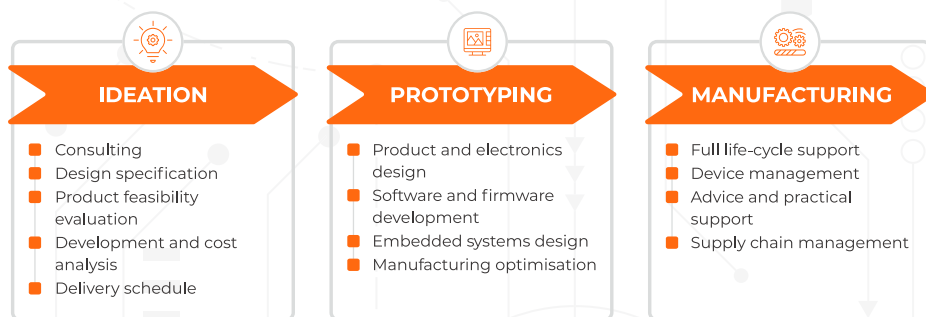 IDEATION
Consulting
Design specification
Product feasibility
evaluation
Development and cost
analysis
Delivery schedule
PROTOTYPING
Product and electronics
design
Software and firmware
development
Embedded systems design
Manufacturing optimisation
MANUFACTURING
Full life-cycle support
Device management
Advice and practical
support
Supply chain management